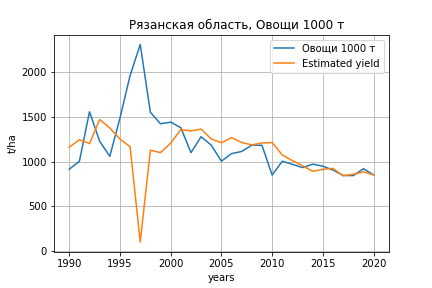 Рязанская область, Овощи 1000 т
Овощи 1000 т
Estimated yield
t/ha
2000
1500
1000
500
0
1990 1995 2000 2005 2010 2015 2020
years